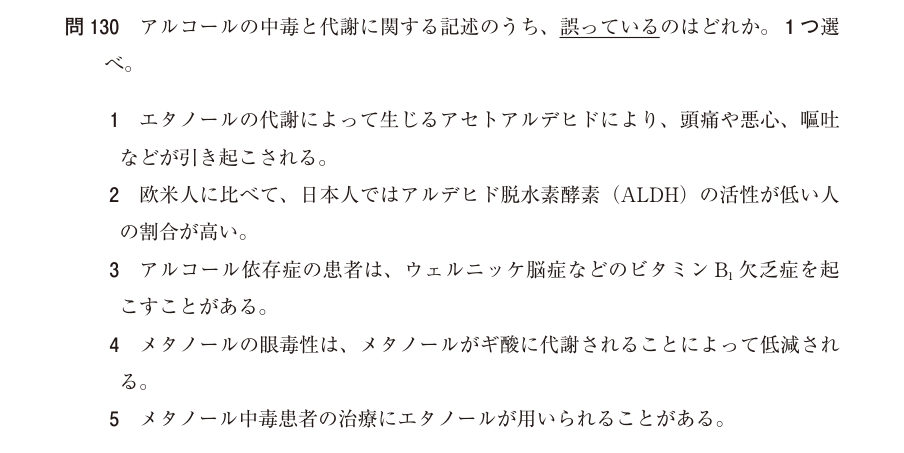 問 130　アルコールの中毒と代謝に関する記述のうち、誤っているのはどれか。1つ選
べ。
1　エタノールの代謝によって生じるアセトアルデヒドにより、頭痛や悪心、嘔吐
などが引き起こされる。
2　欧米人に比べて、日本人ではアルデヒド脱水素酵素（ALDH）の活性が低い人
の割合が高い。
3　アルコール依存症の患者は、ウェルニッケ脳症などのビタミン B₁ 欠乏症を起
こすことがある。
4　メタノールの眼毒性は、メタノールがギ酸に代謝されることによって低減され
る。
5　メタノール中毒患者の治療にエタノールが用いられることがある。